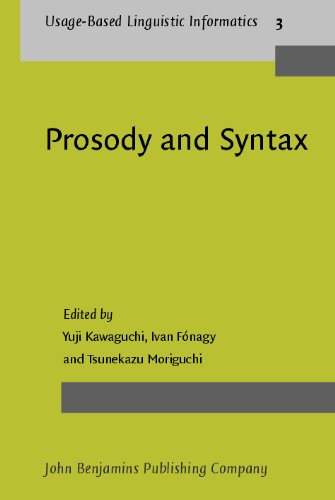 Usage-Based Linguistic Informatics 3
Prosody and Syntax
Edited by
Yuji Kawaguchi, Ivan Fónagy
and Tsunekazu Moriguchi
John Benjamins Publishing Company